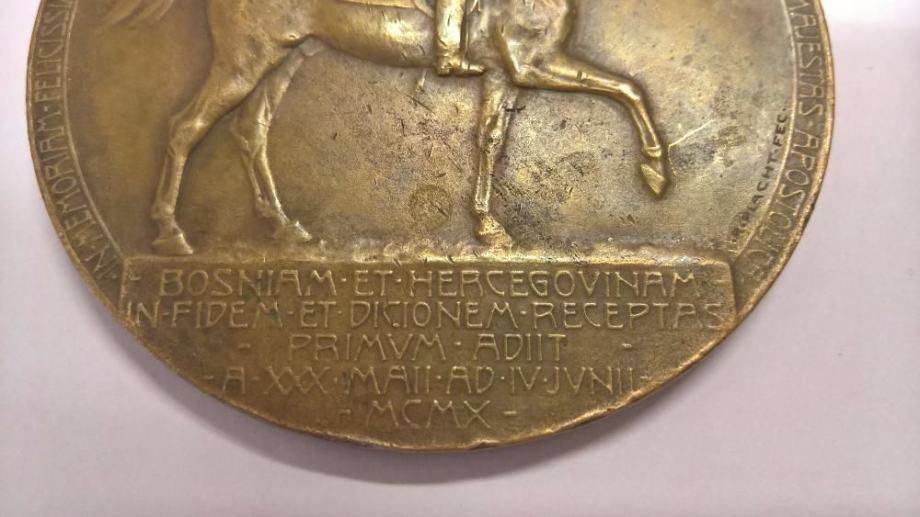 IN·MEMORIAM·FELICISSI
MAIESTAS·APOSTOLICA
PLACHT·FEC.
- BOSNIAM·ET·HERCEGOVINAM -
IN·FIDEM·ET·DICIONEM·RECEPTAS
- PRIMVM·ADIIT -
- A·XXX·MAII·AD·IV·JVNII -
- MCMX -